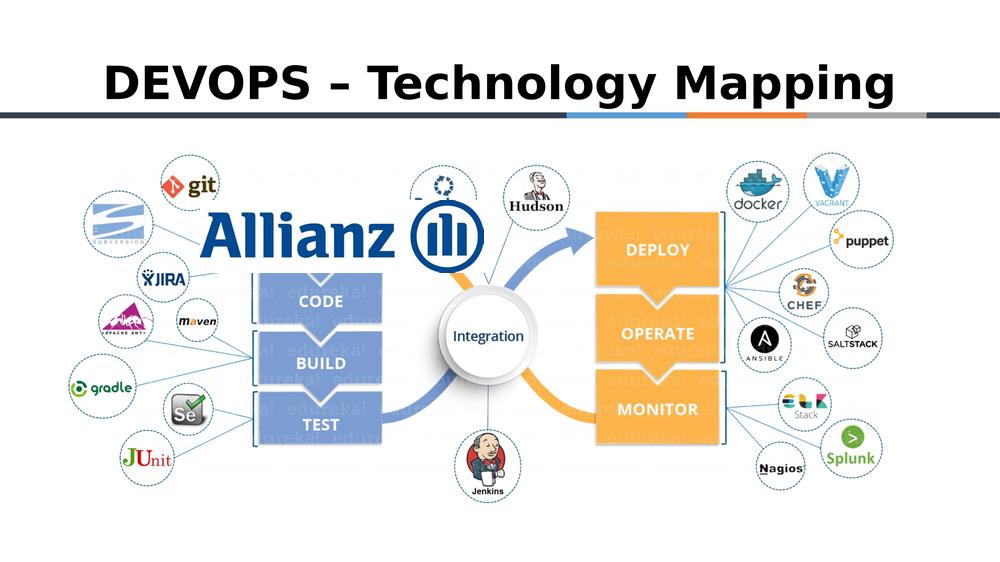 DEVOPS – Technology Mapping
git
SUBVERSION
Allianz
Hudson
docker
VAGRANT
puppet
JIRA
CODE
DEPLOY
CHEF
APACHE ANT
maven
BUILD
Integration
OPERATE
ANSIBLE
SALTSTACK
gradle
Se
TEST
MONITOR
ELK
Stack
JUnit
Jenkins
Nagios
Splunk
edureka!